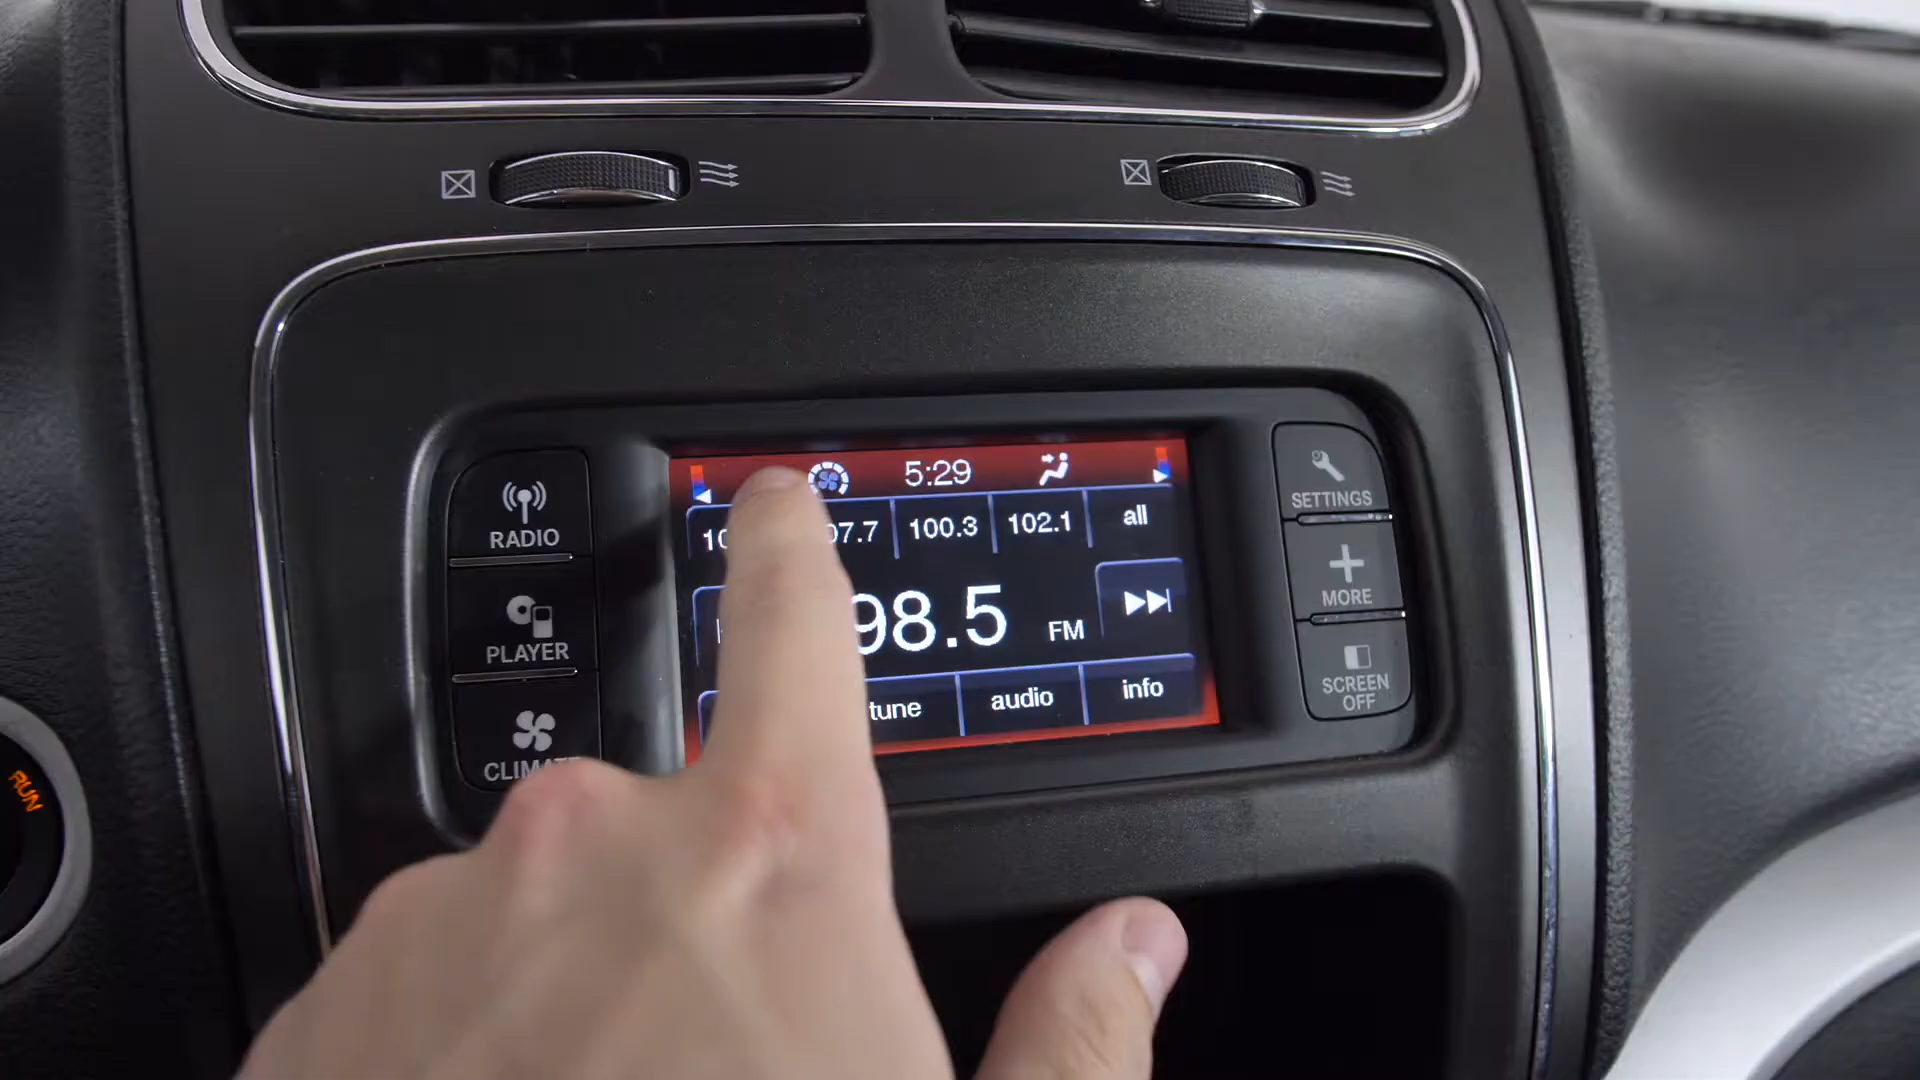 RADIO
PLAYER
RUN
5:29
100.3
102.1
all
98.5
FM
tune
audio
info
SETTINGS
MORE
SCREEN
OFF